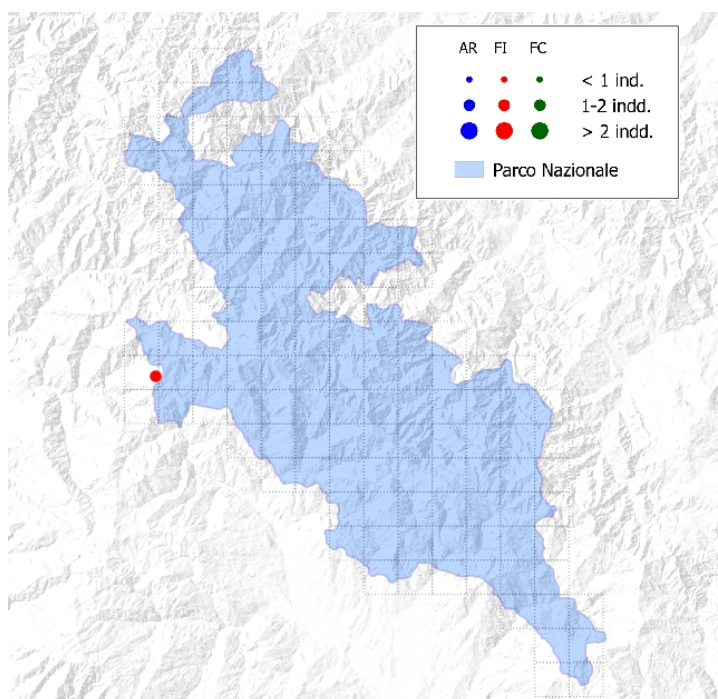 AR FI FC
< 1 ind.
1-2 indd.
> 2 indd.
Parco Nazionale